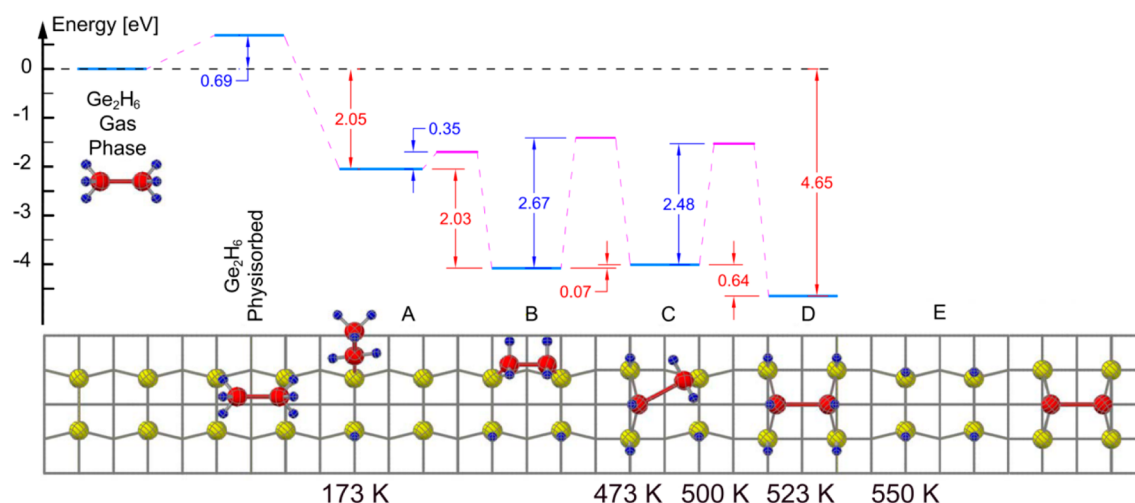 Energy [eV]
0
-1
-2
-3
-4
Ge₂H₆
Gas
Phase
0.69
Ge₂H₆
Physisorbed
2.05
0.35
2.03
2.67
0.07
2.48
0.64
4.65
A
B
C
D
E
173 K
473 K
500 K
523 K
550 K